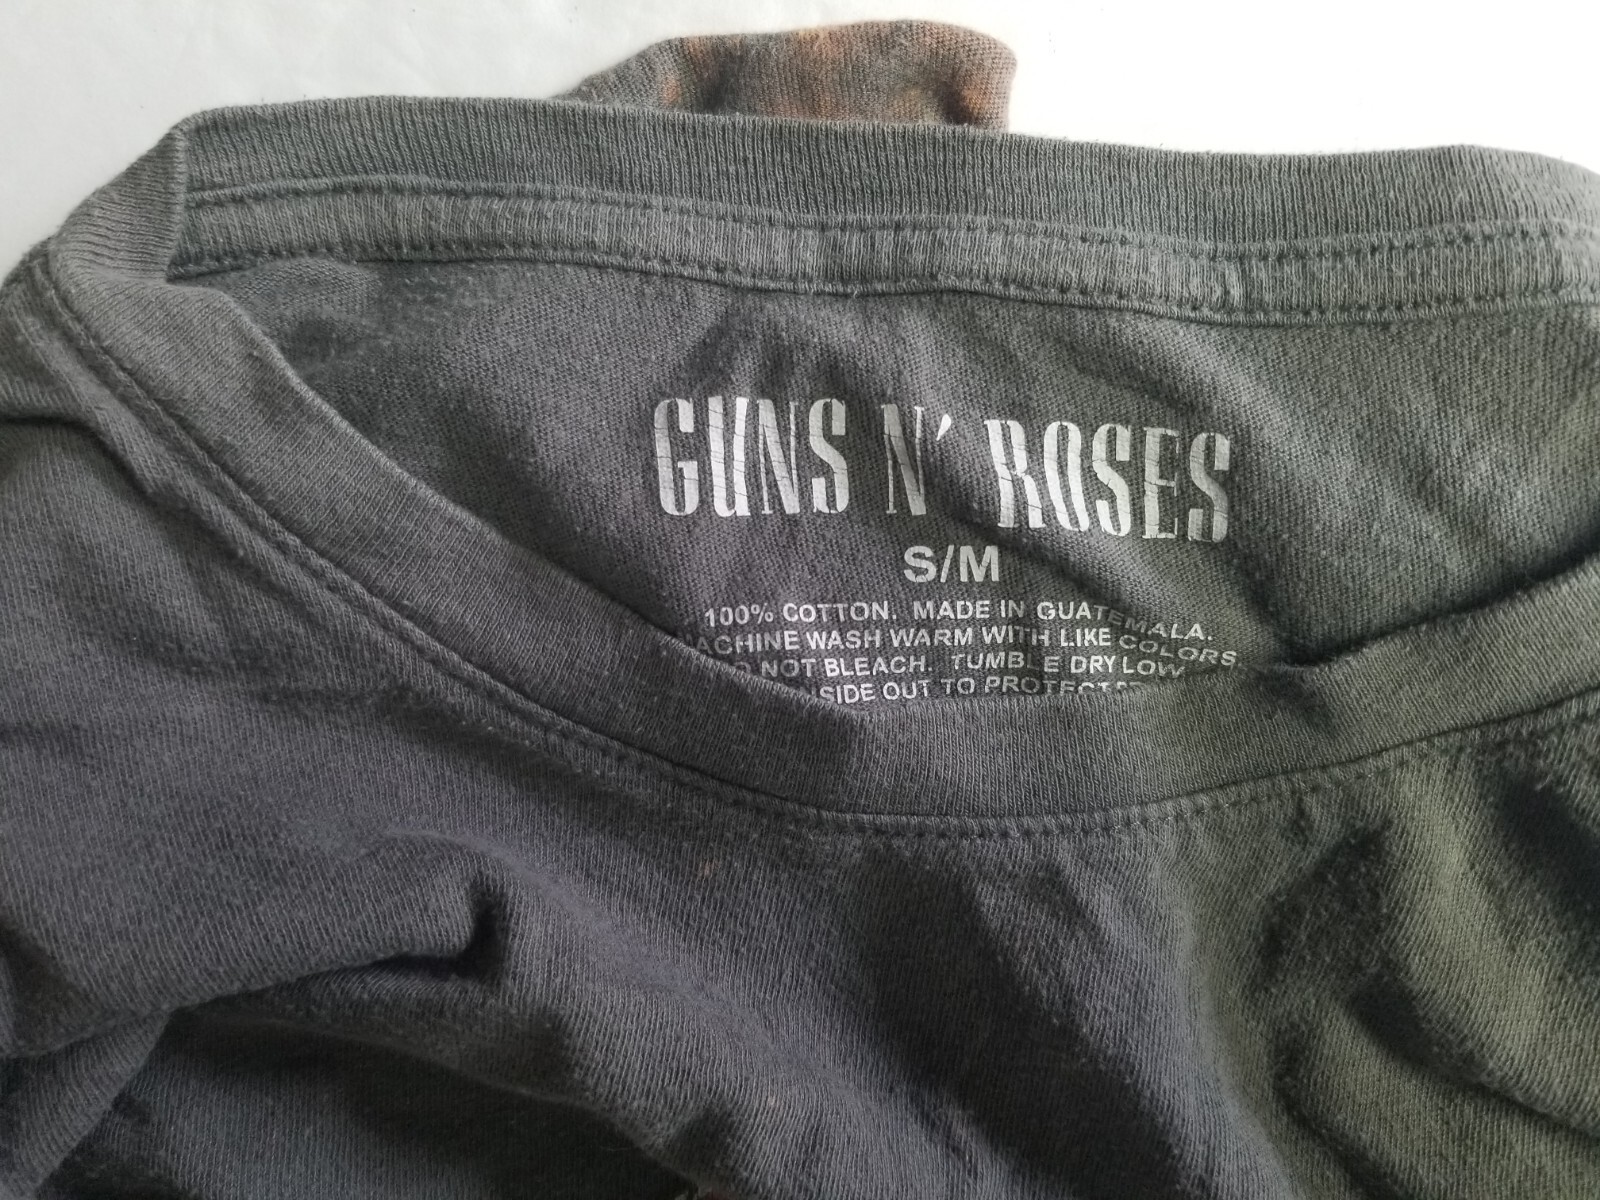 GUNS N' ROSES
S/M
100% COTTON. MADE IN GUATEMALA.
MACHINE WASH WARM WITH LIKE COLORS.
DO NOT BLEACH. TUMBLE DRY LOW
OUT TO PROTECT